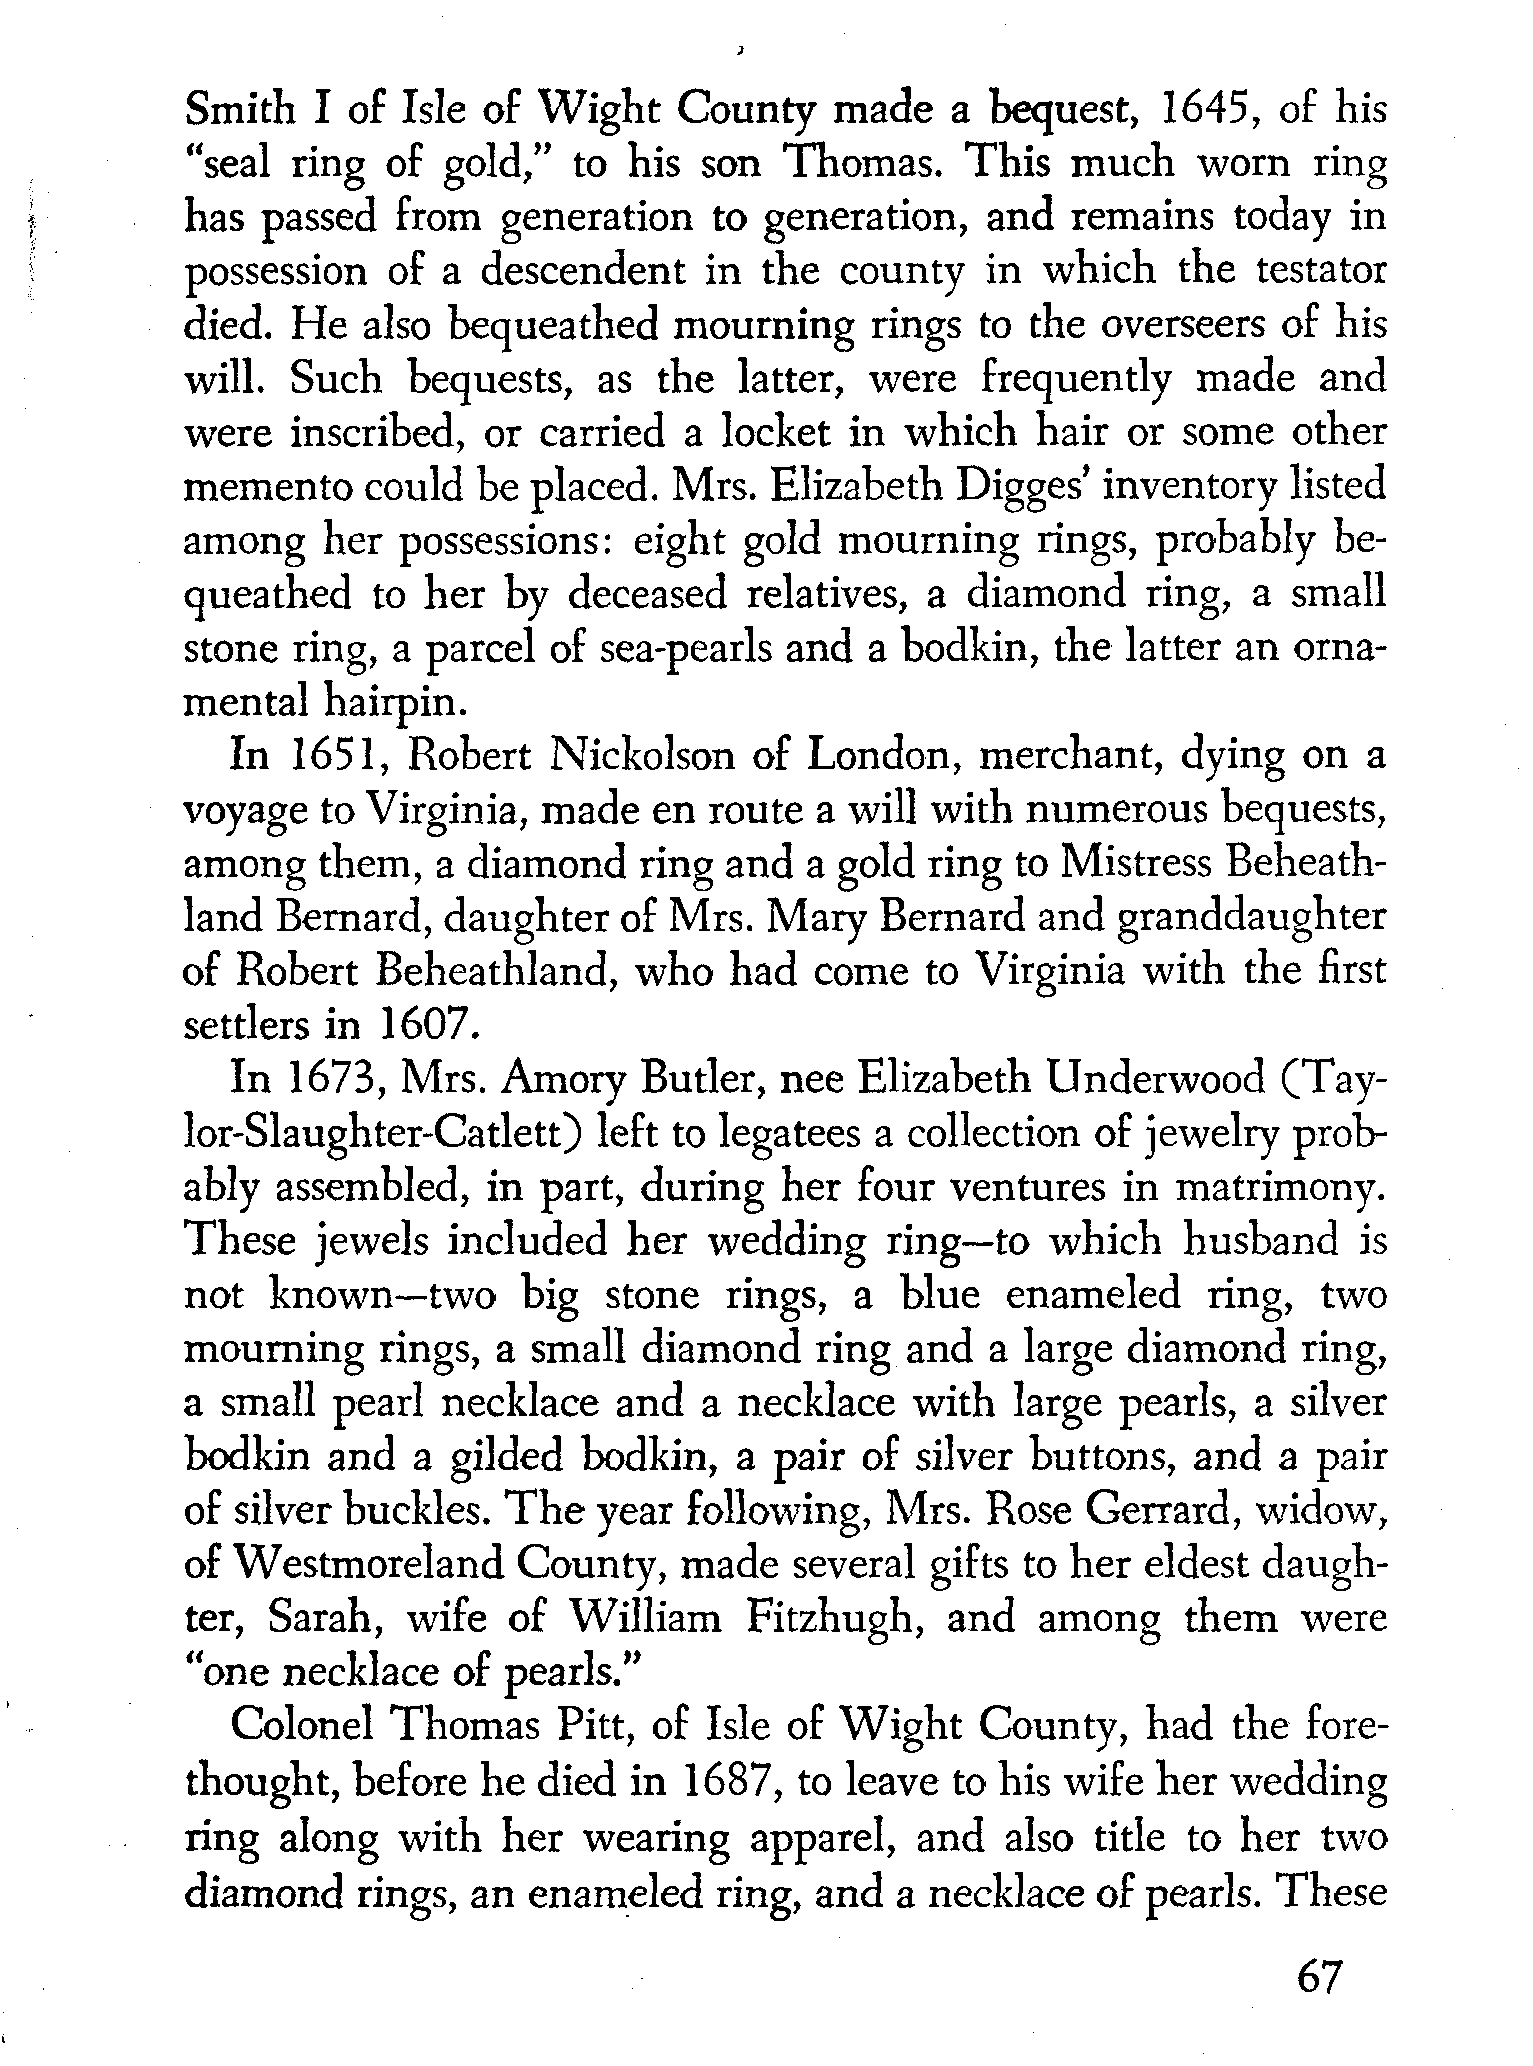 Smith I of Isle of Wight County made a bequest, 1645, of his
“seal ring of gold,” to his son Thomas. This much worn ring
has passed from generation to generation, and remains today in
possession of a descendent in the county in which the testator
died. He also bequeathed mourning rings to the overseers of his
will. Such bequests, as the latter, were frequently made and
were inscribed, or carried a locket in which hair or some other
memento could be placed. Mrs. Elizabeth Digges’ inventory listed
among her possessions: eight gold mourning rings, probably be-
queathed to her by deceased relatives, a diamond ring, a small
stone ring, a parcel of sea-pearls and a bodkin, the latter an orna-
mental hairpin.
In 1651, Robert Nickolson of London, merchant, dying on a
voyage to Virginia, made en route a will with numerous bequests,
among them, a diamond ring and a gold ring to Mistress Beheath-
land Bernard, daughter of Mrs. Mary Bernard and granddaughter
of Robert Beheathland, who had come to Virginia with the first
settlers in 1607.
In 1673, Mrs. Amory Butler, nee Elizabeth Underwood (Tay-
lor-Slaughter-Catlett) left to legatees a collection of jewelry prob-
ably assembled, in part, during her four ventures in matrimony.
These jewels included her wedding ring—to which husband is
not known—two big stone rings, a blue enameled ring, two
mourning rings, a small diamond ring and a large diamond ring,
a small pearl necklace and a necklace with large pearls, a silver
bodkin and a gilded bodkin, a pair of silver buttons, and a pair
of silver buckles. The year following, Mrs. Rose Gerrard, widow,
of Westmoreland County, made several gifts to her eldest daugh-
ter, Sarah, wife of William Fitzhugh, and among them were
“one necklace of pearls.”
Colonel Thomas Pitt, of Isle of Wight County, had the fore-
thought, before he died in 1687, to leave to his wife her wedding
ring along with her wearing apparel, and also title to her two
diamond rings, an enameled ring, and a necklace of pearls. These
67